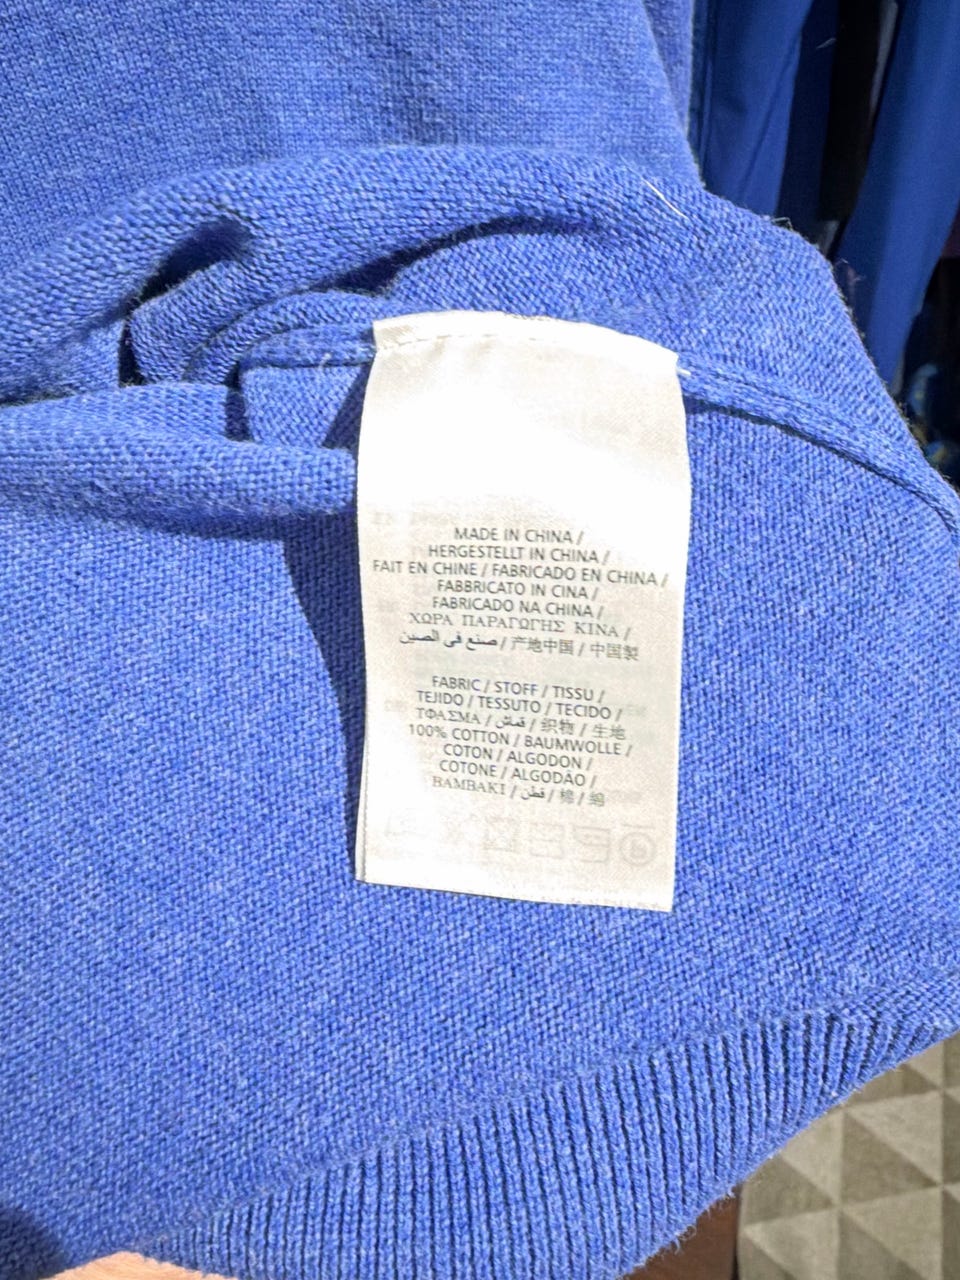 MADE IN CHINA /
HERGESTELLT IN CHINA /
FAIT EN CHINE / FABRICADO EN CHINA /
FABBRICATO IN CINA /
FABRICADO NA CHINA /
ΧΩΡΑ ΠΑΡΑΓΩΓΗΣ ΚΙΝΑ /
صنع في الصين / 产地中国 / 中国製
FABRIC / STOFF / TISSU /
TEJIDO / TESSUTO / TECIDO /
ΤΦΑΣΜΑ / قماش / 织物 / 生地
100% COTTON / BAUMWOLLE /
COTON / ALGODON /
COTONE / ALGODÃO /
ΒΑΜΒΑΚΙ / قطن / 棉 / 綿